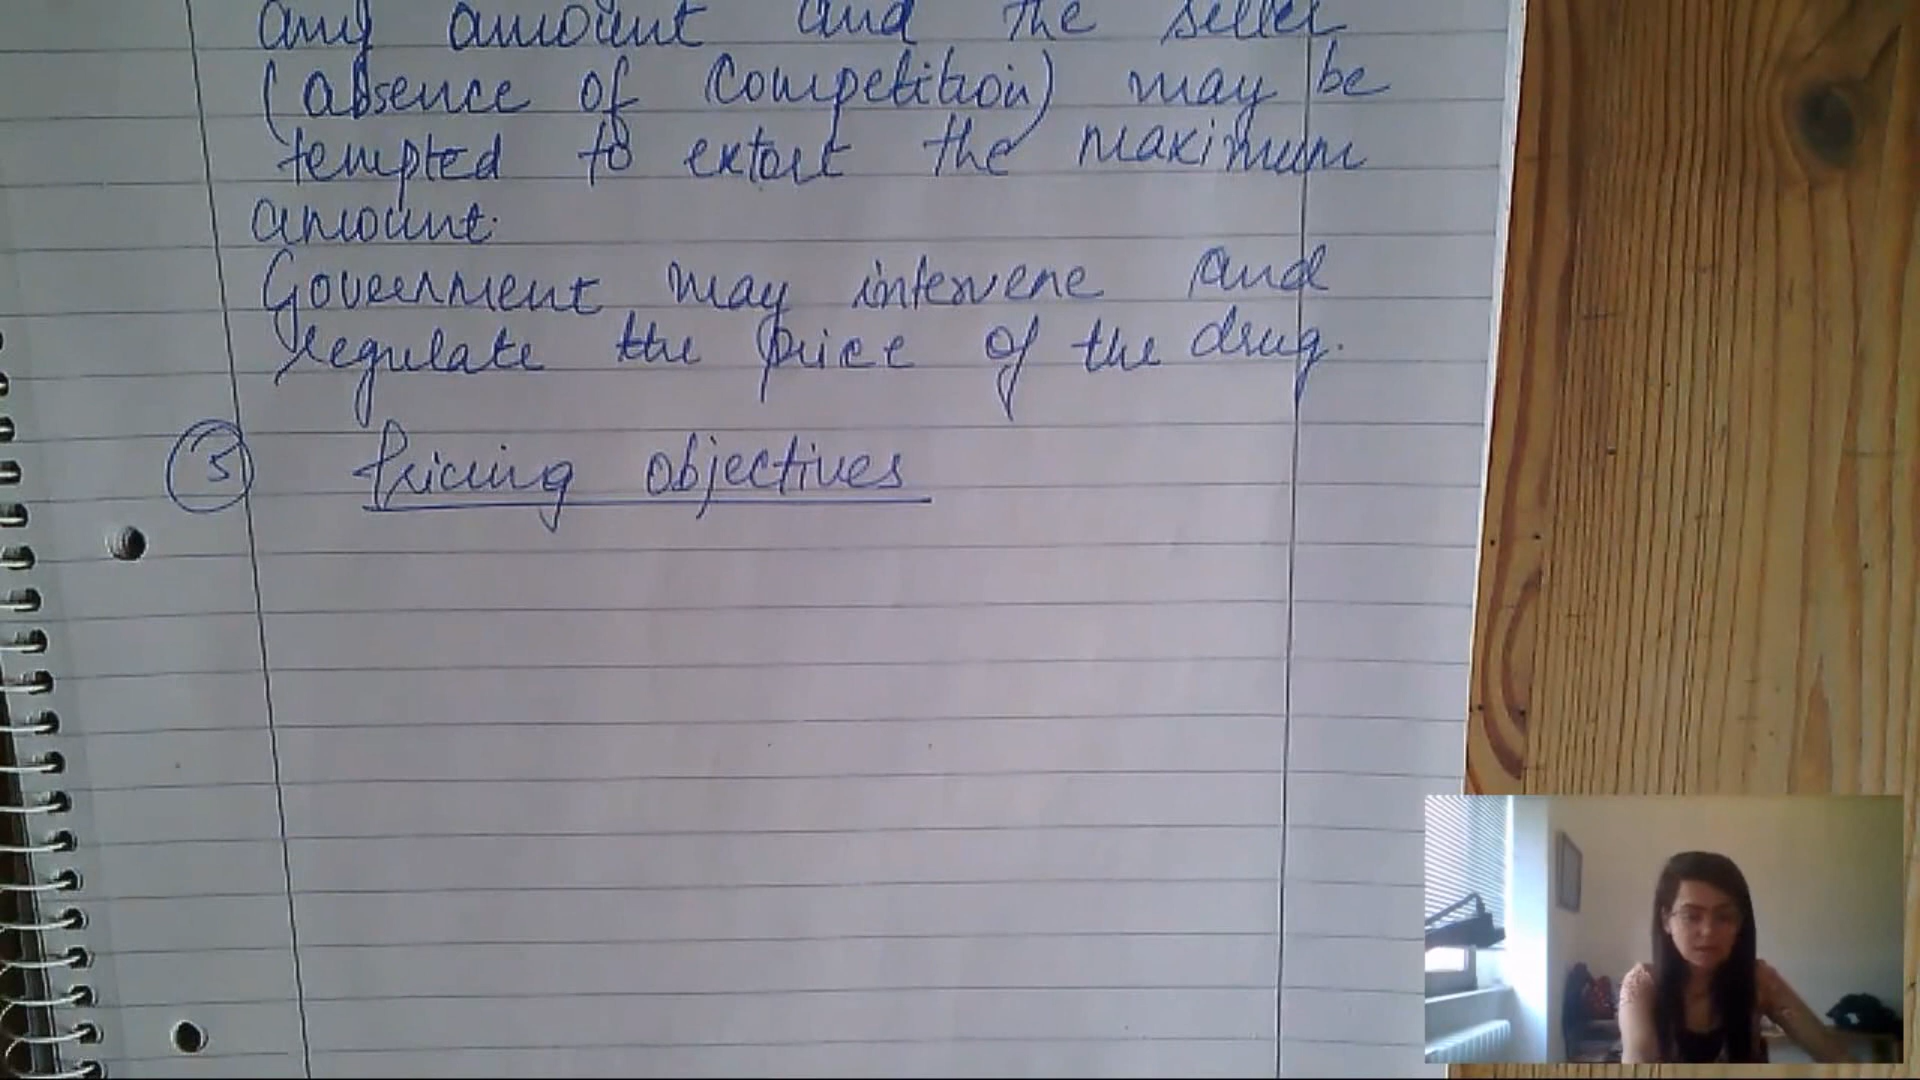 any amount and the seller
(absence of competition) may be
tempted to extort the maximum
amount.
Government may intervene and
regulate the price of the drug.
5 Pricing objectives